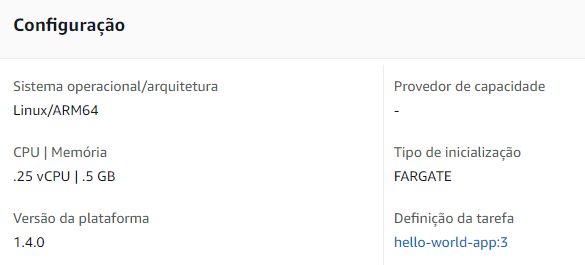 Configuração
Sistema operacional/arquitetura
Linux/ARM64
Provedor de capacidade
-
CPU | Memória
.25 vCPU | .5 GB
Tipo de inicialização
FARGATE
Versão da plataforma
1.4.0
Definição da tarefa
hello-world-app:3